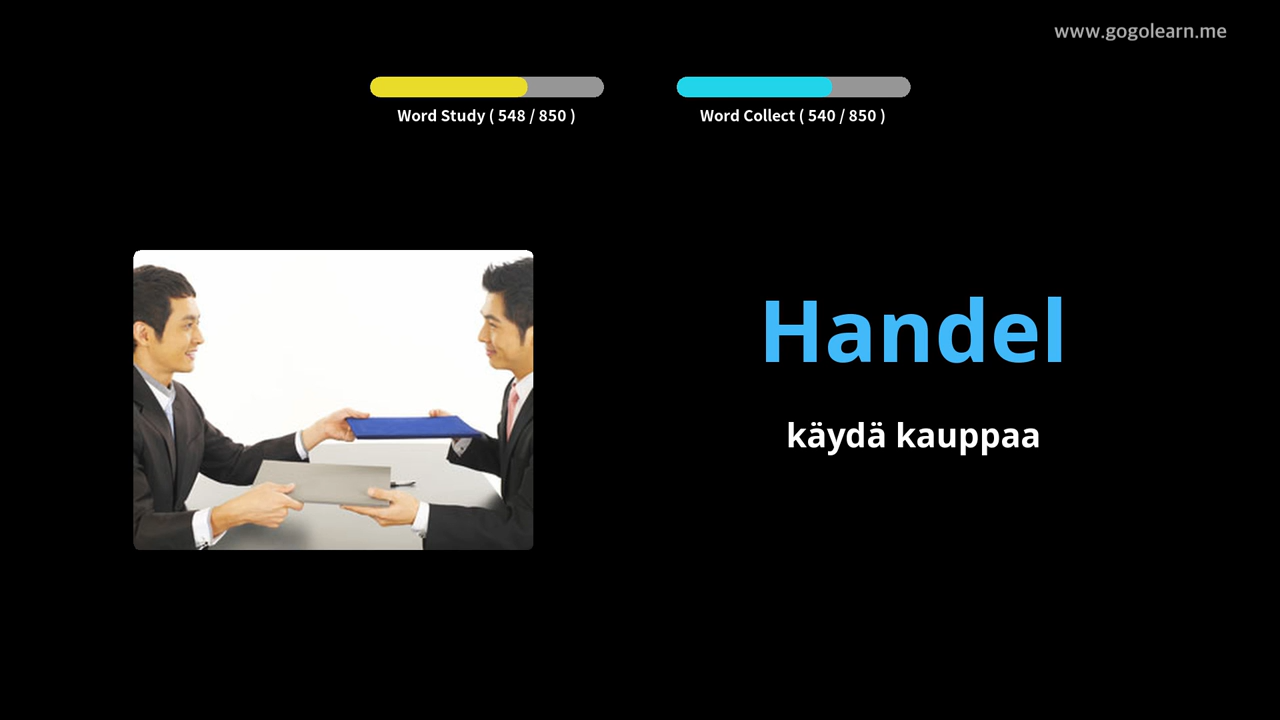 www.gogolearn.me
Word Study ( 548 / 850 )
Word Collect ( 540 / 850 )
Handel
käydä kauppaa